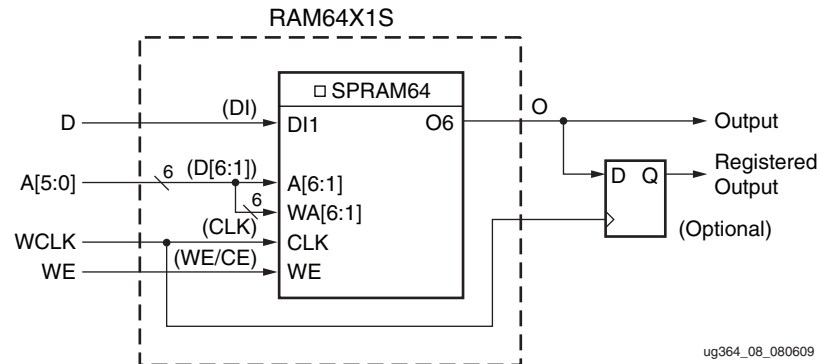 RAM64X1S
SPRAM64
D
(DI)
DI1
O6
O
Output
A[5:0]
6
(D[6:1])
A[6:1]
6
WA[6:1]
D Q
Registered
Output
(Optional)
WCLK
(CLK)
CLK
WE
(WE/CE)
WE
ug364_08_080609